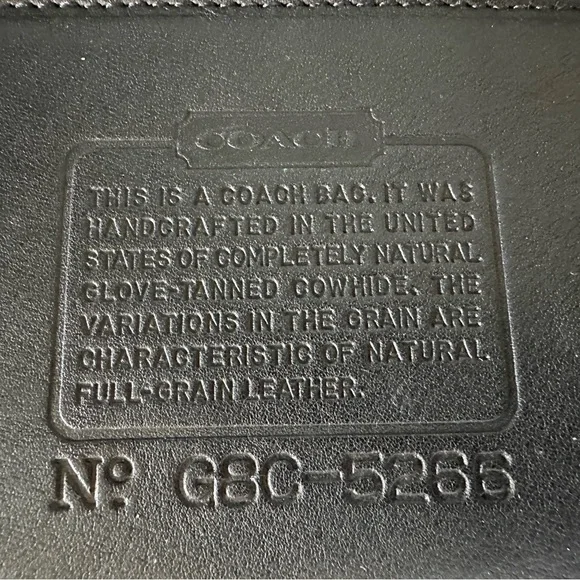 COACH
THIS IS A COACH BAG. IT WAS
HANDCRAFTED IN THE UNITED
STATES OF COMPLETELY NATURAL
GLOVE-TANNED COWHIDE. THE
VARIATIONS IN THE GRAIN ARE
CHARACTERISTIC OF NATURAL
FULL-GRAIN LEATHER.
Nº G8C-5266